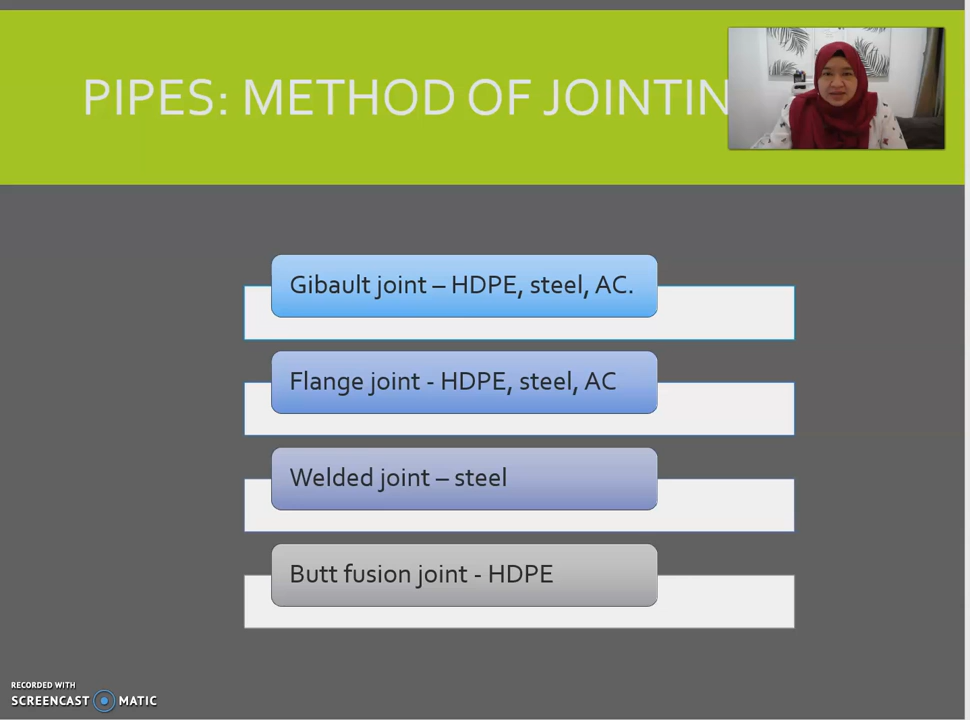 PIPES: METHOD OF JOINTIN
Gibault joint – HDPE, steel, AC.
Flange joint - HDPE, steel, AC
Welded joint – steel
Butt fusion joint - HDPE
RECORDED WITH
SCREENCAST MATIC